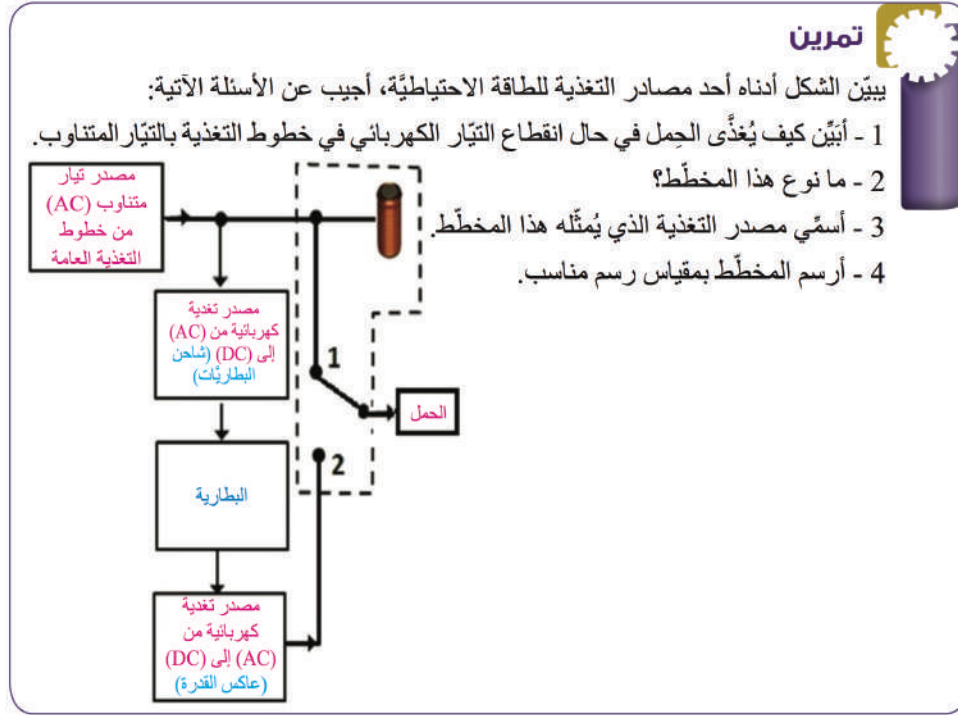 تمرين
يبيّن الشكل أدناه أحد مصادر التغذية للطاقة الاحتياطيَّة، أجيب عن الأسئلة الآتية:
1 - أبَيِّن كيف يُغذَّى الحِمل في حال انقطاع التيّار الكهربائي في خطوط التغذية بالتيّار المتناوب.
2 - ما نوع هذا المخطّط؟
3 - أسمِّي مصدر التغذية الذي يُمثّله هذا المخطّط.
4 - أرسم المخطّط بمقياس رسم مناسب.
مصدر تيار
متناوب (AC)
من خطوط
التغذية العامة
مصدر تغدية
كهربائية من (AC)
إلى (DC) (شاحن
البطاريَّات)
1
الحمل
2
البطارية
مصدر تغدية
كهربائية من
(AC) إلى (DC)
(عاكس القدرة)